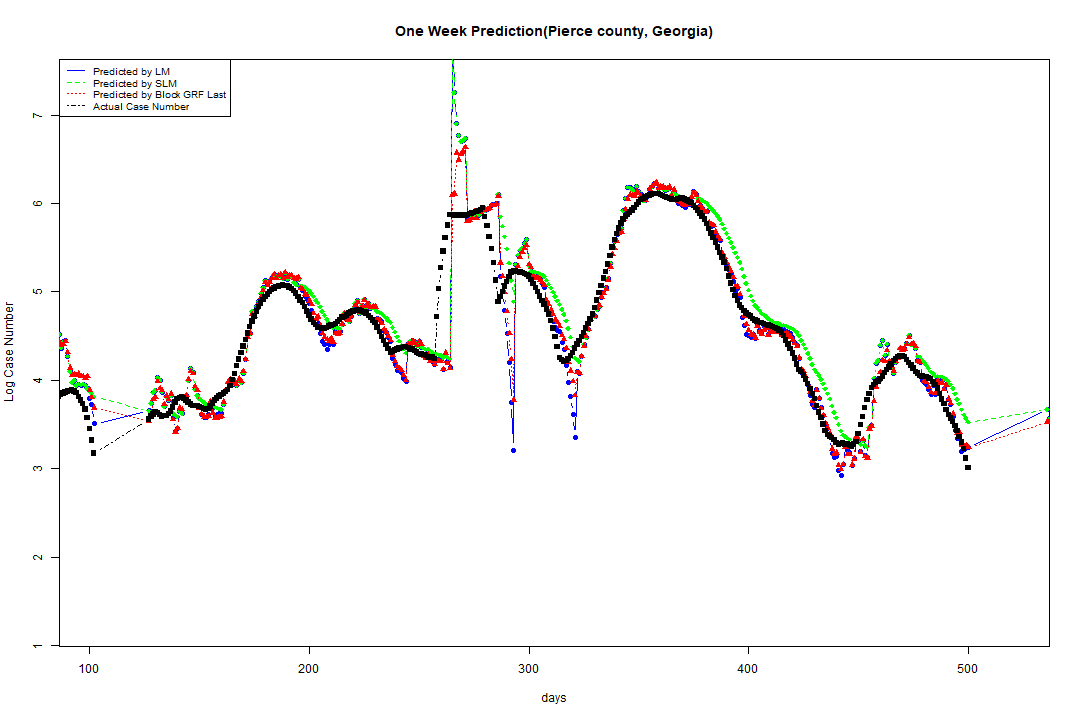 One Week Prediction(Pierce county, Georgia)
Predicted by LM
Predicted by SLM
Predicted by Block GRF Last
Actual Case Number
7
6
5
4
3
2
1
Log Case Number
100 200 300 400 500
days